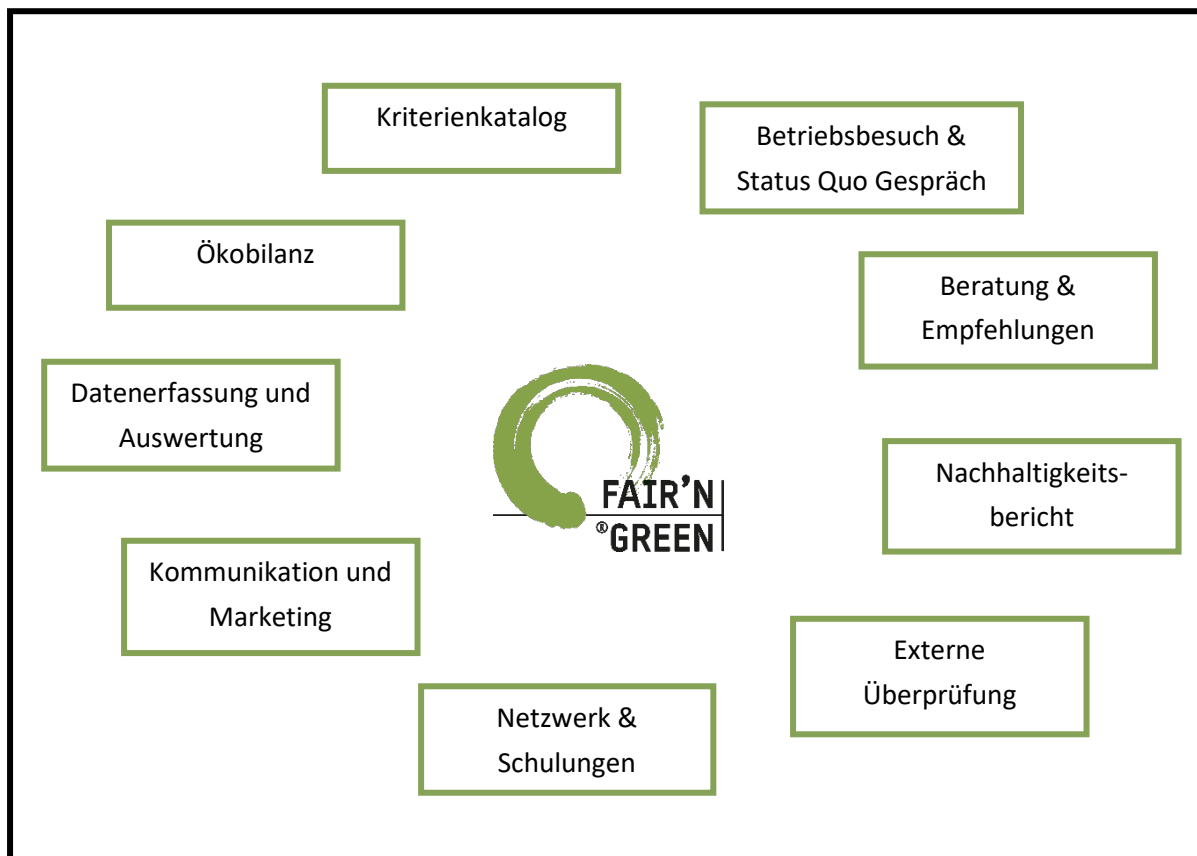 Kriterienkatalog
Betriebsbesuch &
Status Quo Gespräch
Ökobilanz
Beratung &
Empfehlungen
Datenerfassung und
Auswertung
FAIR’N
®GREEN
Nachhaltigkeits-
bericht
Kommunikation und
Marketing
Externe
Überprüfung
Netzwerk &
Schulungen